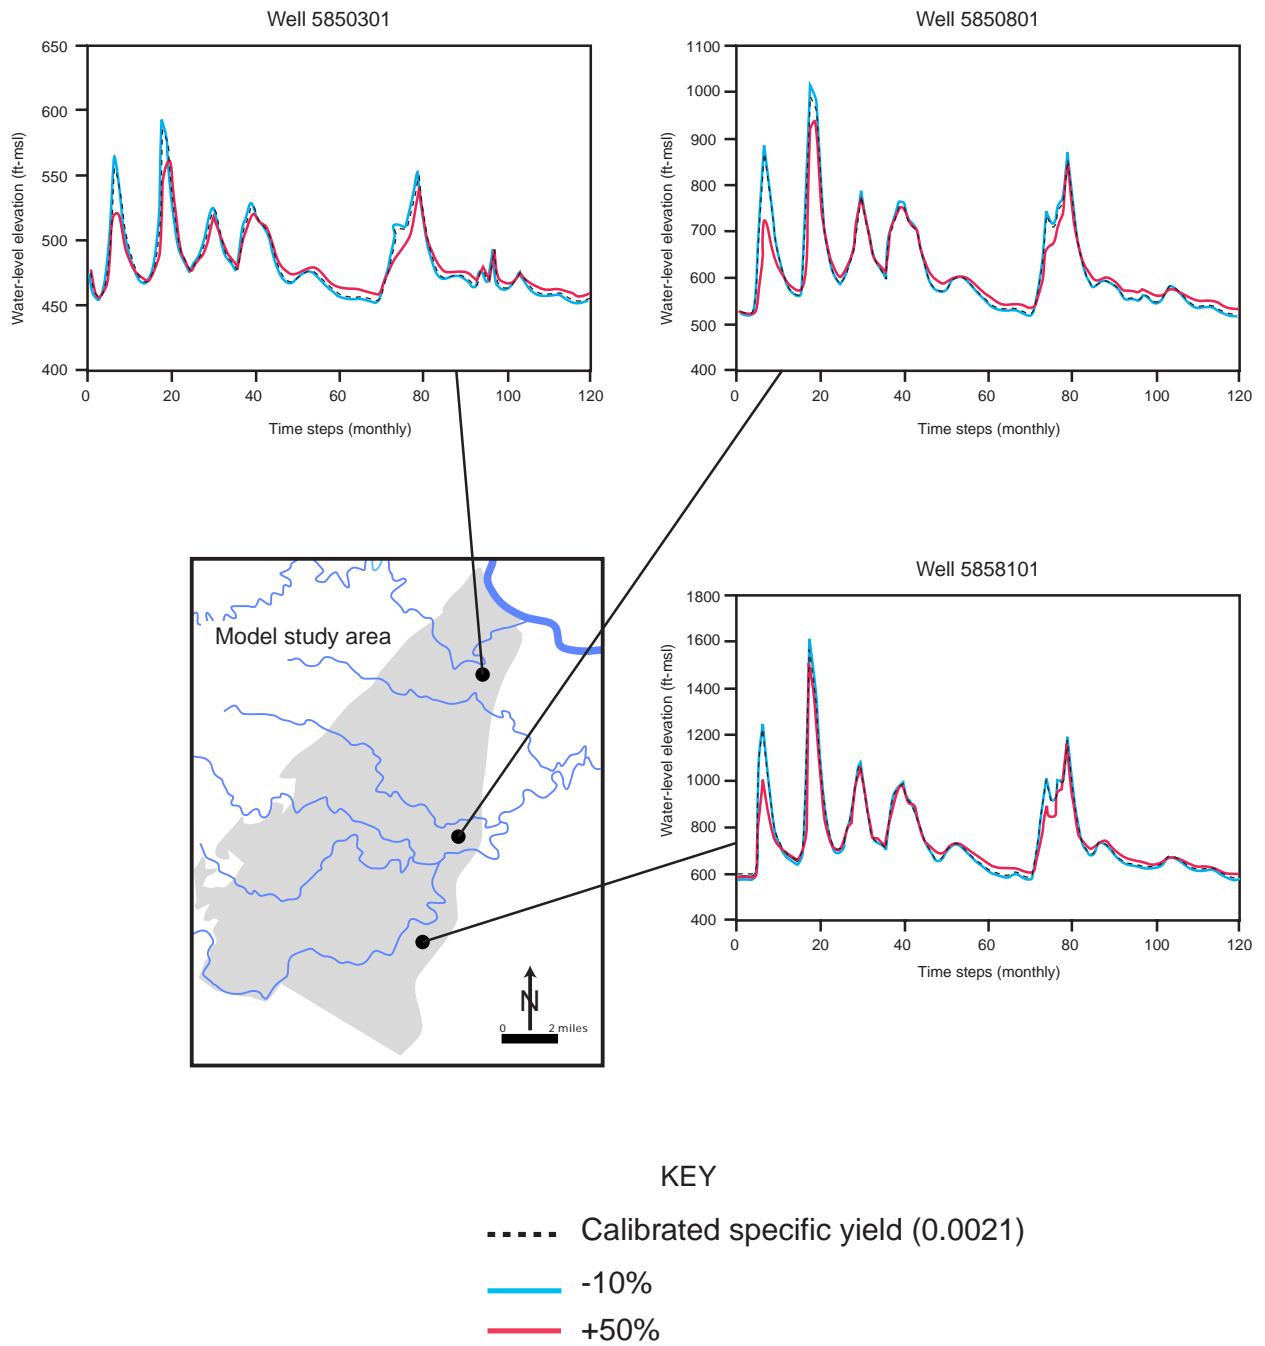 Well 5850301
650
600
550
500
450
400
Water-level elevation (ft-msl)
0 20 40 60 80 100 120
Time steps (monthly)
Well 5850801
1100
1000
900
800
700
600
500
400
Water-level elevation (ft-msl)
0 20 40 60 80 100 120
Time steps (monthly)
Model study area
N
0 2 miles
Well 5858101
1800
1600
1400
1200
1000
800
600
400
Water-level elevation (ft-msl)
0 20 40 60 80 100 120
Time steps (monthly)
KEY
Calibrated specific yield (0.0021)
-10%
+50%